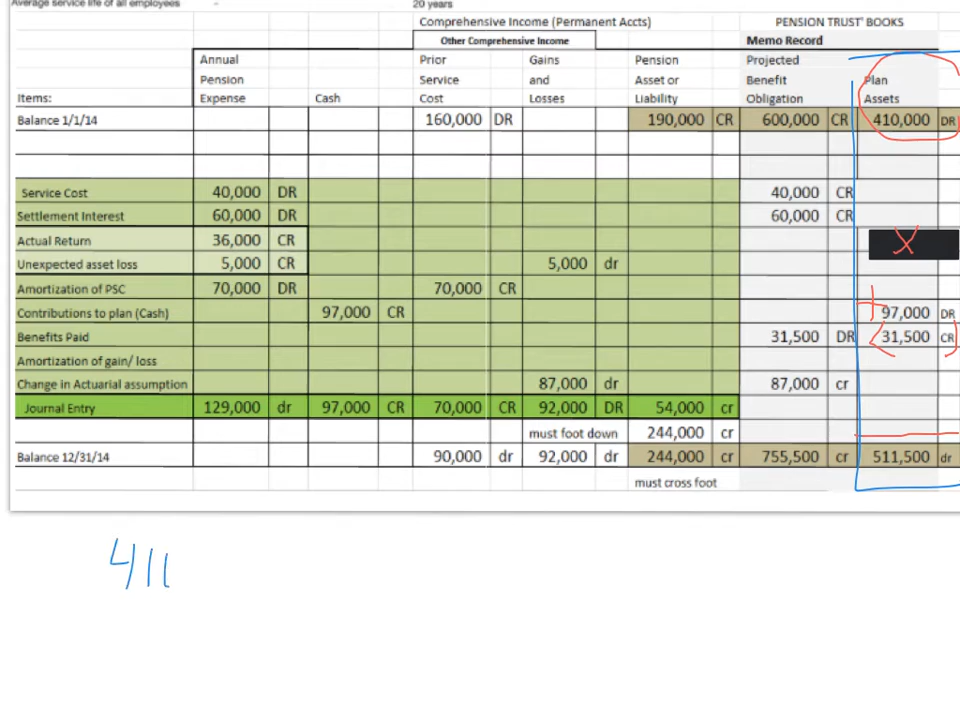 Average service life of all employees - 20 years
Comprehensive Income (Permanent Accts) PENSION TRUST' BOOKS
Other Comprehensive Income Memo Record
Annual Prior Gains Pension Projected
Pension Service and Asset or Benefit Plan
Items: Expense Cash Cost Losses Liability Obligation Assets
Balance 1/1/14 160,000 DR 190,000 CR 600,000 CR 410,000 DR
Service Cost 40,000 DR 40,000 CR
Settlement Interest 60,000 DR 60,000 CR
Actual Return 36,000 CR X
Unexpected asset loss 5,000 CR 5,000 dr
Amortization of PSC 70,000 DR 70,000 CR
Contributions to plan (Cash) 97,000 CR + 97,000 DR
Benefits Paid 31,500 DR < 31,500 CR )
Amortization of gain/ loss
Change in Actuarial assumption 87,000 dr 87,000 cr
Journal Entry 129,000 dr 97,000 CR 70,000 CR 92,000 DR 54,000 cr
must foot down 244,000 cr
Balance 12/31/14 90,000 dr 92,000 dr 244,000 cr 755,500 cr 511,500 dr
must cross foot
411